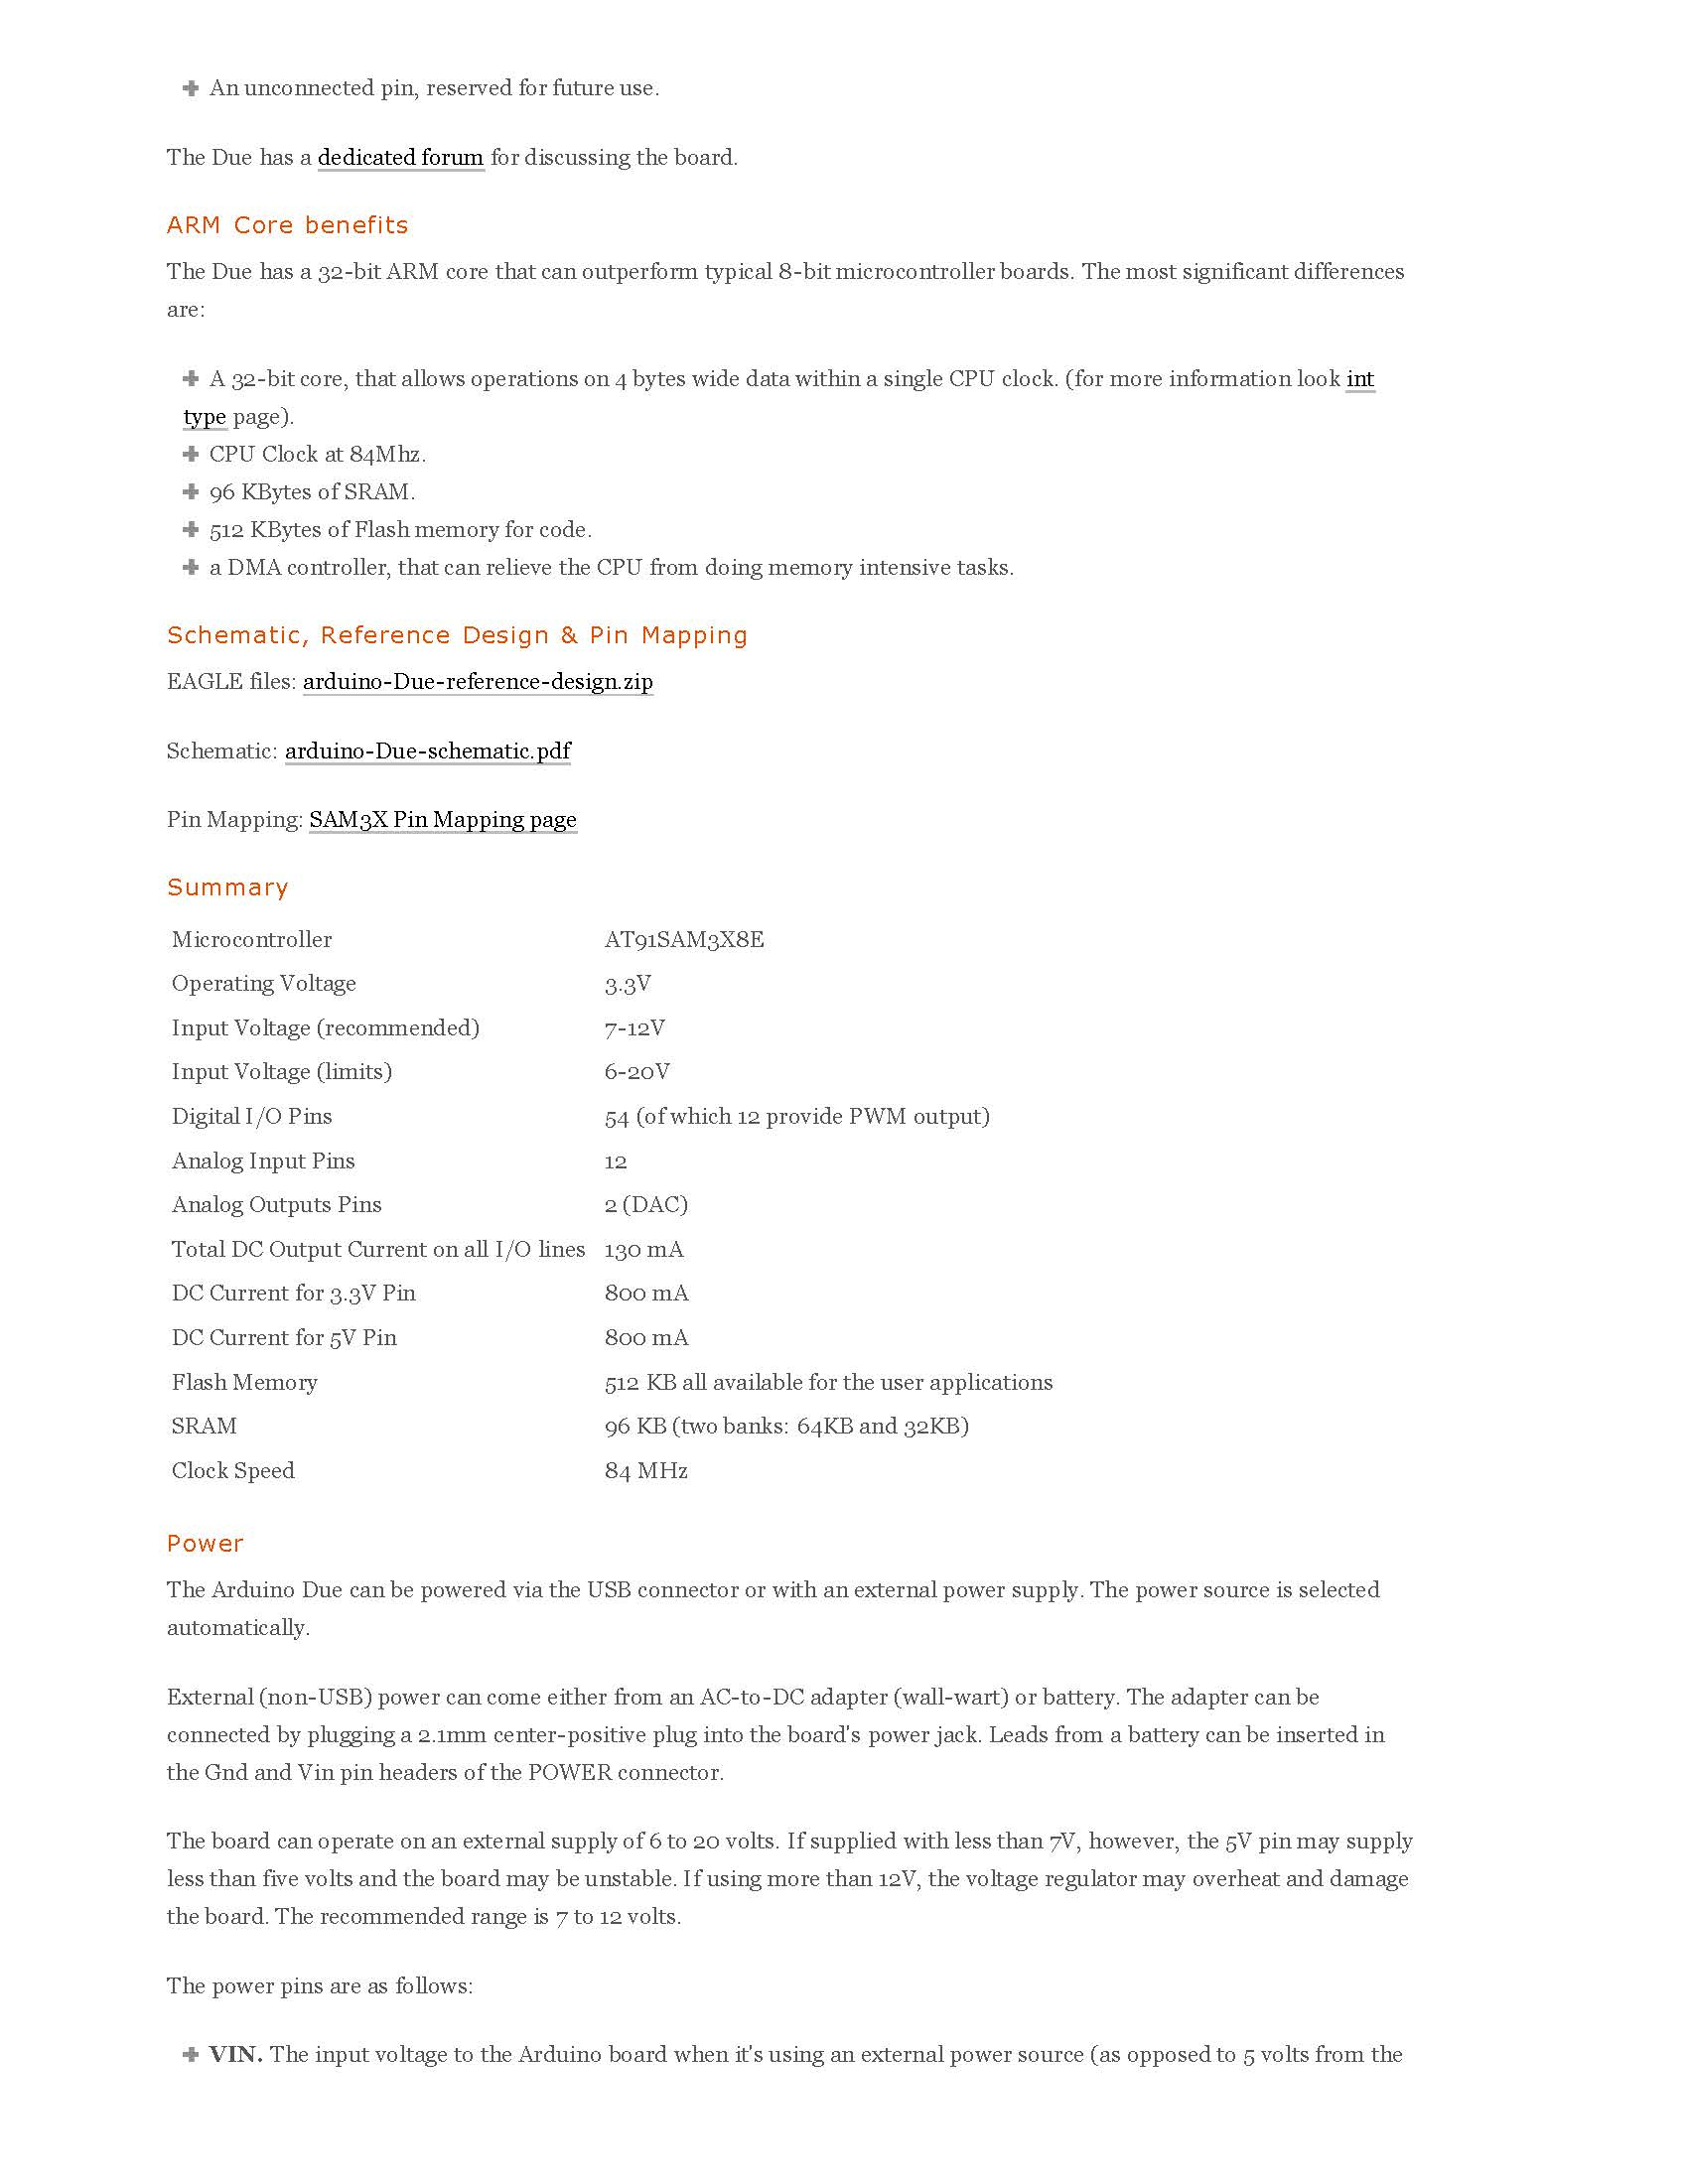 An unconnected pin, reserved for future use.
The Due has a dedicated forum for discussing the board.
ARM Core benefits
The Due has a 32-bit ARM core that can outperform typical 8-bit microcontroller boards. The most significant differences
are:
A 32-bit core, that allows operations on 4 bytes wide data within a single CPU clock. (for more information look int
type page).
CPU Clock at 84Mhz.
96 KBytes of SRAM.
512 KBytes of Flash memory for code.
a DMA controller, that can relieve the CPU from doing memory intensive tasks.
Schematic, Reference Design & Pin Mapping
EAGLE files: arduino-Due-reference-design.zip
Schematic: arduino-Due-schematic.pdf
Pin Mapping: SAM3X Pin Mapping page
Summary
Microcontroller AT91SAM3X8E
Operating Voltage 3.3V
Input Voltage (recommended) 7-12V
Input Voltage (limits) 6-20V
Digital I/O Pins 54 (of which 12 provide PWM output)
Analog Input Pins 12
Analog Outputs Pins 2 (DAC)
Total DC Output Current on all I/O lines 130 mA
DC Current for 3.3V Pin 800 mA
DC Current for 5V Pin 800 mA
Flash Memory 512 KB all available for the user applications
SRAM 96 KB (two banks: 64KB and 32KB)
Clock Speed 84 MHz
Power
The Arduino Due can be powered via the USB connector or with an external power supply. The power source is selected
automatically.
External (non-USB) power can come either from an AC-to-DC adapter (wall-wart) or battery. The adapter can be
connected by plugging a 2.1mm center-positive plug into the board's power jack. Leads from a battery can be inserted in
the Gnd and Vin pin headers of the POWER connector.
The board can operate on an external supply of 6 to 20 volts. If supplied with less than 7V, however, the 5V pin may supply
less than five volts and the board may be unstable. If using more than 12V, the voltage regulator may overheat and damage
the board. The recommended range is 7 to 12 volts.
The power pins are as follows:
VIN. The input voltage to the Arduino board when it's using an external power source (as opposed to 5 volts from the